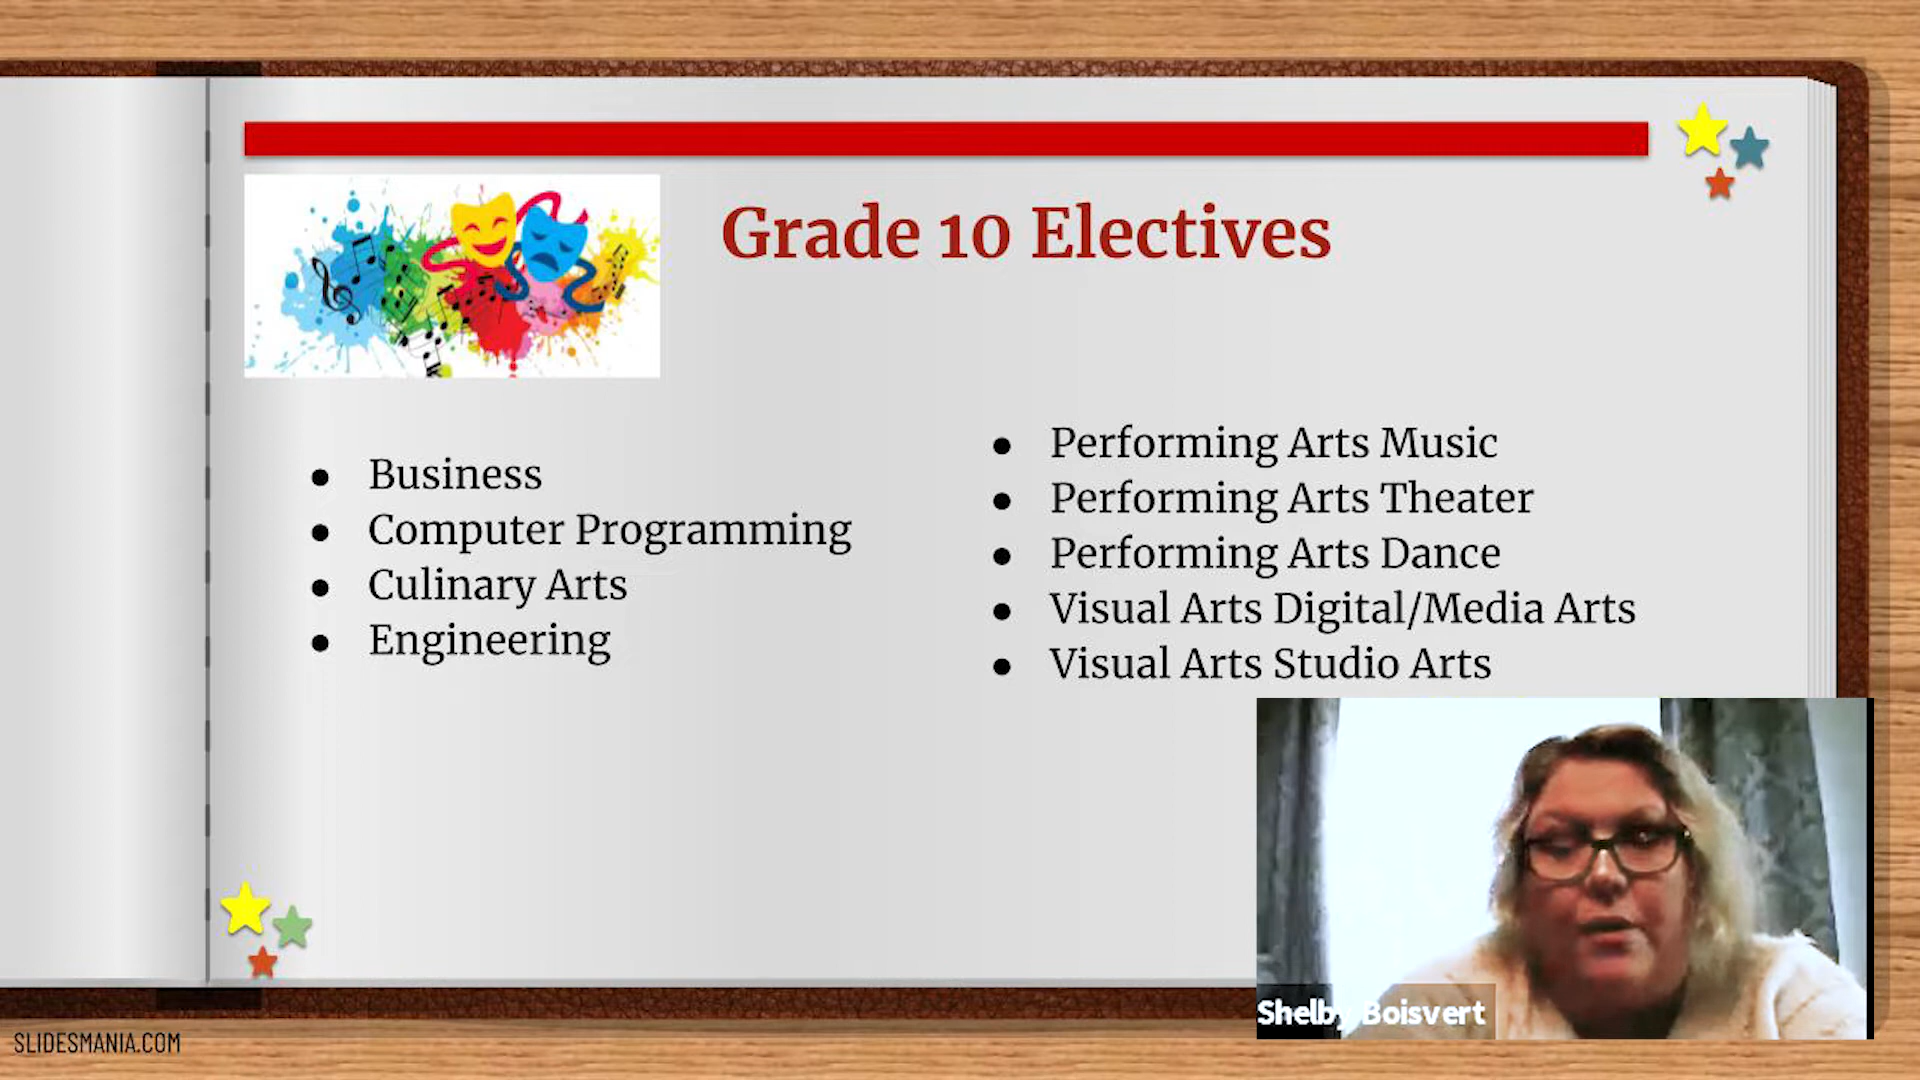 Grade 10 Electives
Business
Computer Programming
Culinary Arts
Engineering
Performing Arts Music
Performing Arts Theater
Performing Arts Dance
Visual Arts Digital/Media Arts
Visual Arts Studio Arts
Shelby Boisvert
SLIDESMANIA.COM